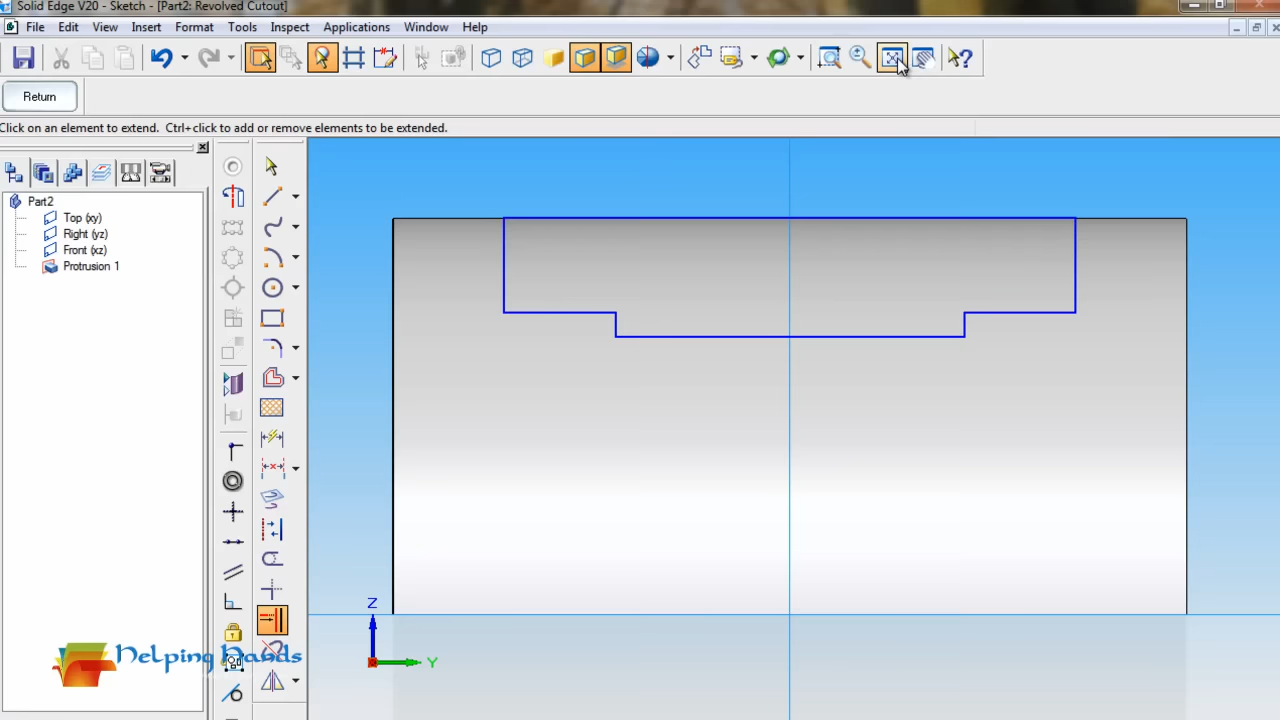 Solid Edge V20 - Sketch - [Part2: Revolved Cutout]
File Edit View Insert Format Tools Inspect Applications Window Help
Return
Click on an element to extend. Ctrl+click to add or remove elements to be extended.
Part2
Top (xy)
Right (yz)
Front (xz)
Protrusion 1
Z
Y
Helping Hands